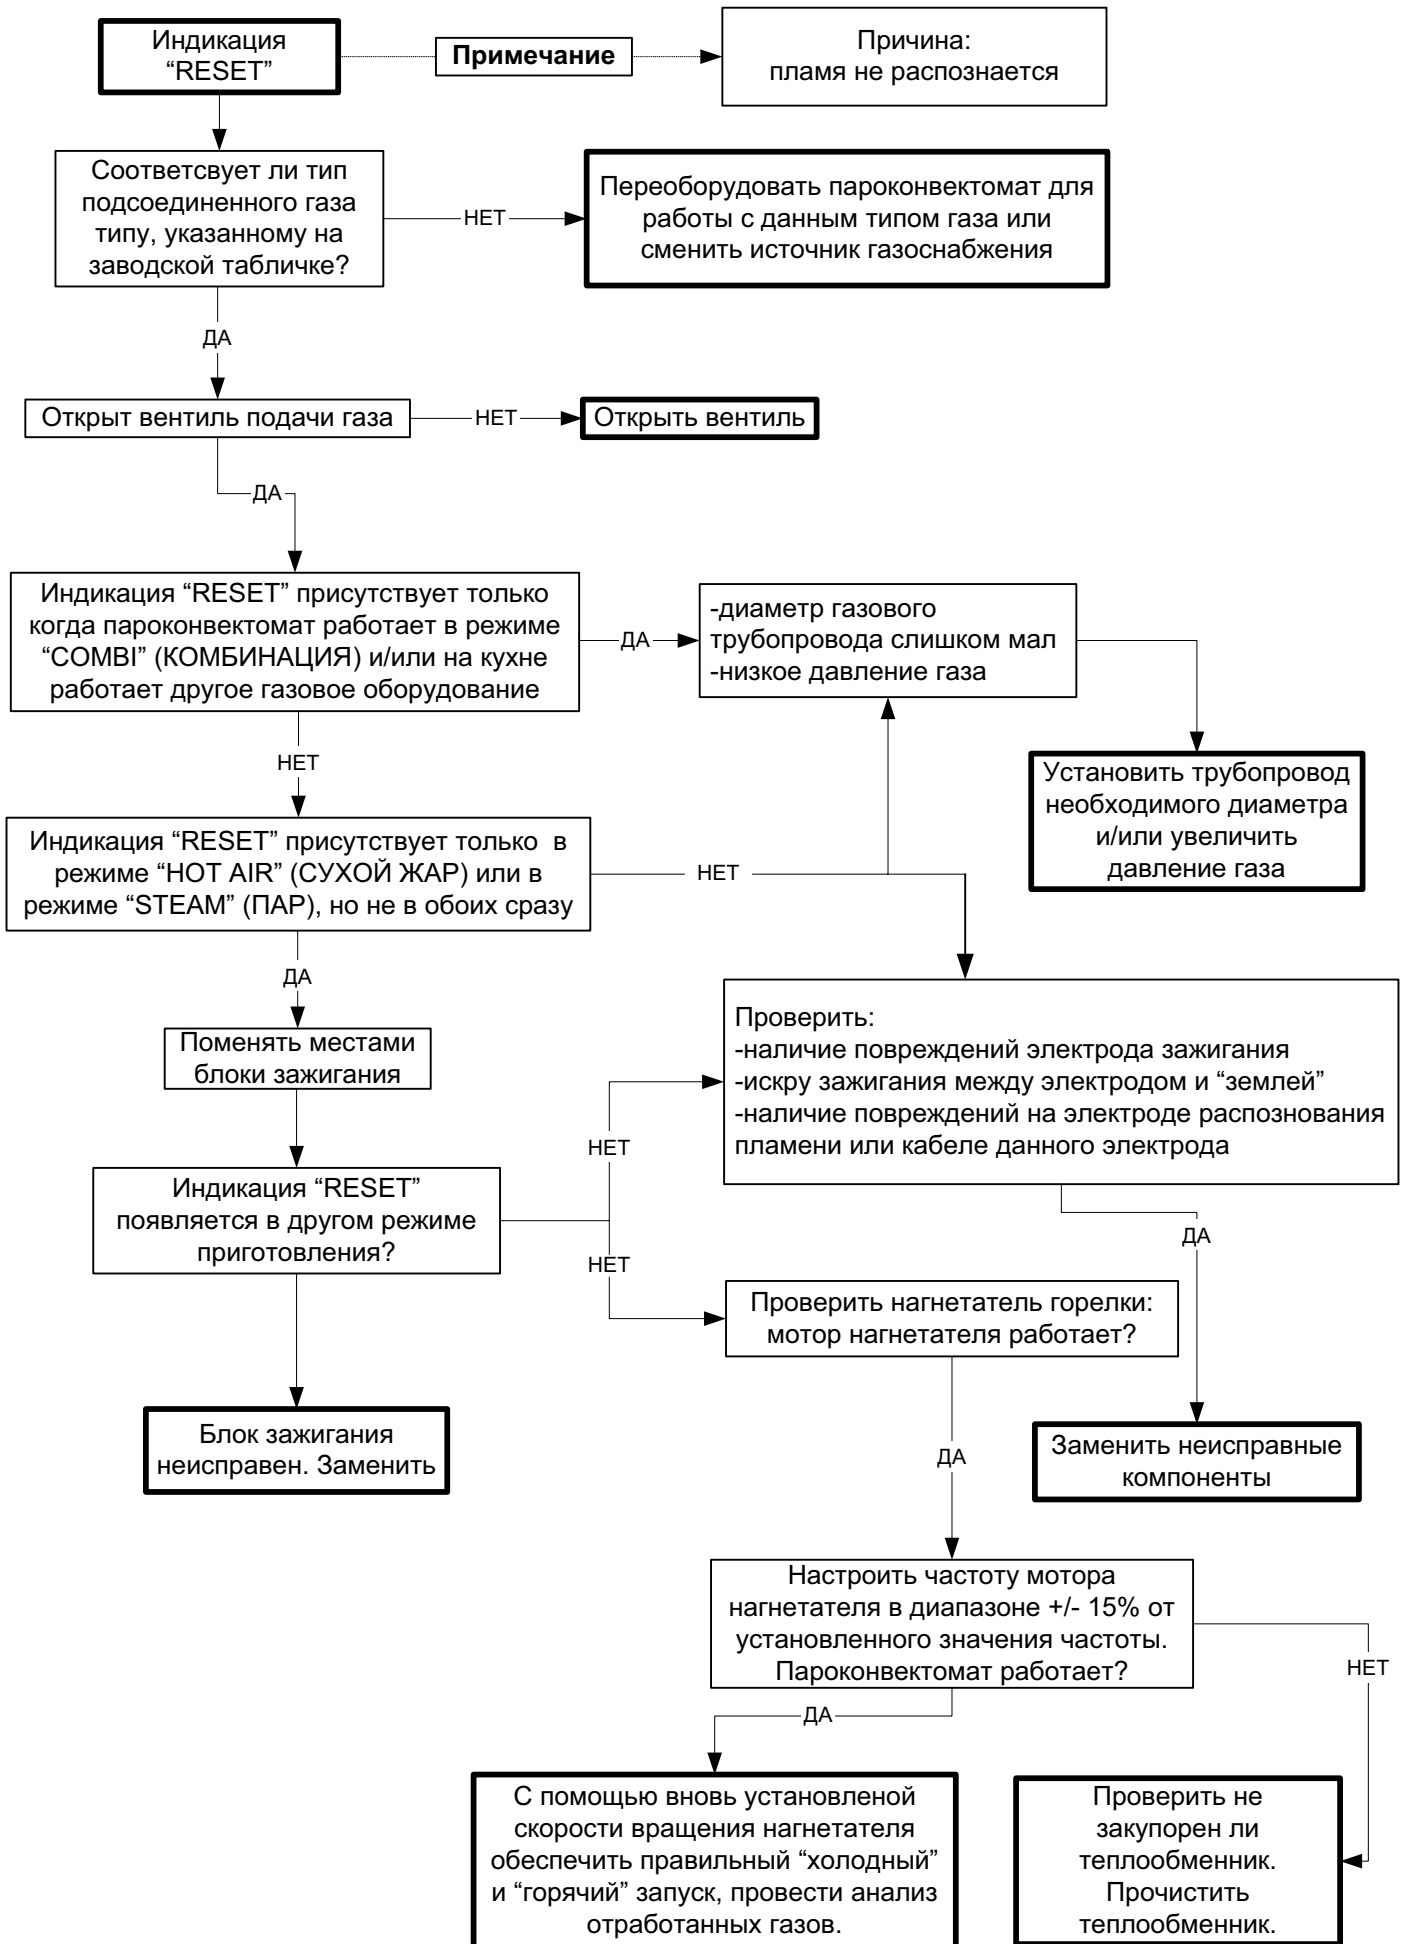 Индикация
“RESET”
Примечание
Причина:
пламя не распознается
Соответсвует ли тип
подсоединенного газа
типу, указанному на
заводской табличке?
НЕТ
Переоборудовать пароконвектомат для
работы с данным типом газа или
сменить источник газоснабжения
ДА
Открыт вентиль подачи газа
НЕТ
Открыть вентиль
ДА
Индикация “RESET” присутствует только
когда пароконвектомат работает в режиме
“COMBI” (КОМБИНАЦИЯ) и/или на кухне
работает другое газовое оборудование
ДА
-диаметр газового
трубопровода слишком мал
-низкое давление газа
НЕТ
Установить трубопровод
необходимого диаметра
и/или увеличить
давление газа
Индикация “RESET” присутствует только в
режиме “HOT AIR” (СУХОЙ ЖАР) или в
режиме “STEAM” (ПАР), но не в обоих сразу
НЕТ
ДА
Поменять местами
блоки зажигания
Проверить:
-наличие повреждений электрода зажигания
-искру зажигания между электродом и “землей”
-наличие повреждений на электроде распознования
пламени или кабеле данного электрода
НЕТ
Индикация “RESET”
появляется в другом режиме
приготовления?
НЕТ
ДА
Проверить нагнетатель горелки:
мотор нагнетателя работает?
Блок зажигания
неисправен. Заменить
ДА
Заменить неисправные
компоненты
Настроить частоту мотора
нагнетателя в диапазоне +/- 15% от
установленного значения частоты.
Пароконвектомат работает?
НЕТ
ДА
С помощью вновь установленой
скорости вращения нагнетателя
обеспечить правильный “холодный”
и “горячий” запуск, провести анализ
отработанных газов.
Проверить не
закупорен ли
теплообменник.
Прочистить
теплообменник.